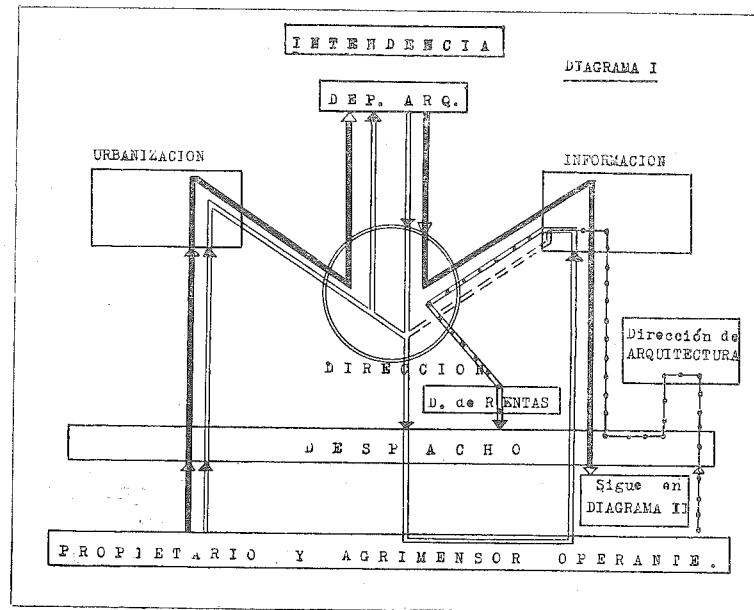 INTENDENCIA
DIAGRAMA I
DEP. ARQ.
URBANIZACION
INFORMACION
Dirección de
ARQUITECTURA
DIRECCION
D. de RENTAS
DESPACHO
Sigue en
DIAGRAMA II
PROPIETARIO Y AGRIMENSOR OPERANTE.